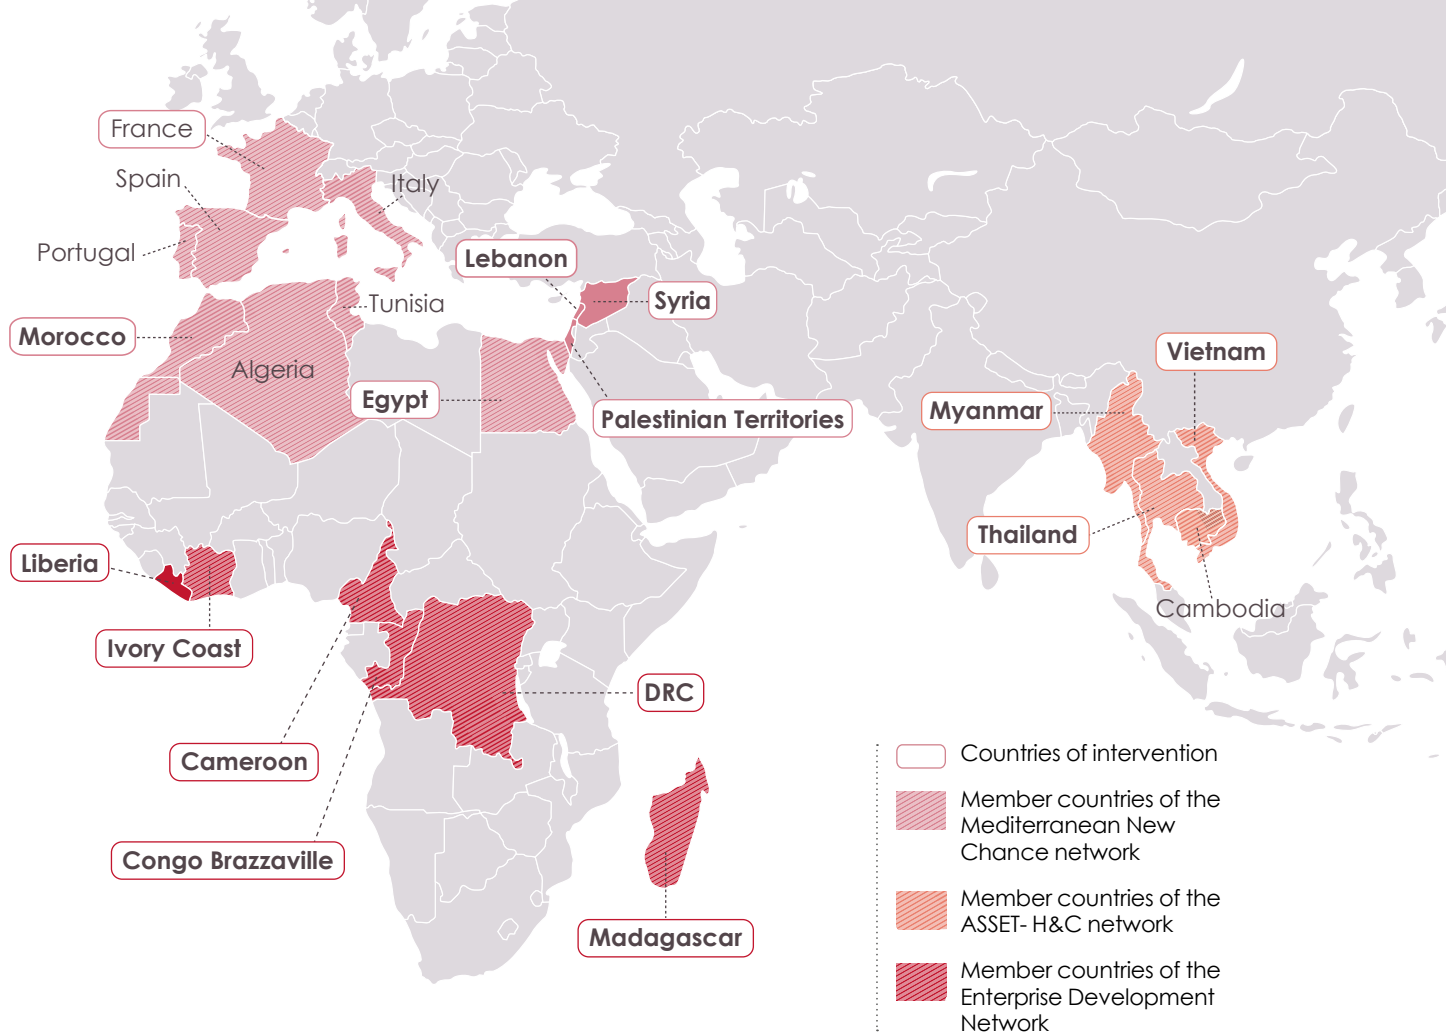 France
Spain
Italy
Portugal
Lebanon
Tunisia
Syria
Morocco
Algeria
Egypt
Palestinian Territories
Vietnam
Myanmar
Thailand
Cambodia
Liberia
Ivory Coast
DRC
Cameroon
Congo Brazzaville
Madagascar
Countries of intervention
Member countries of the
Mediterranean New
Chance network
Member countries of the
ASSET- H&C network
Member countries of the
Enterprise Development
Network